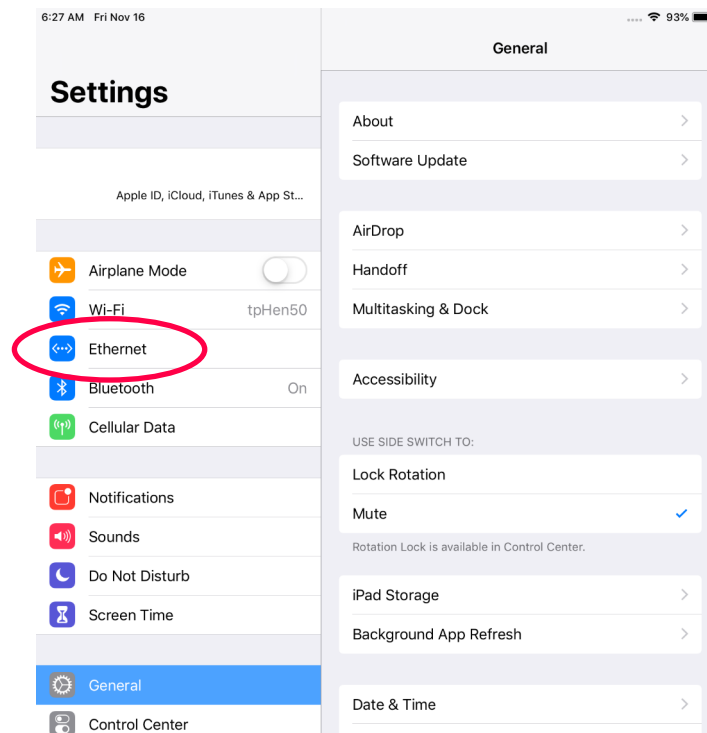 6:27 AM Fri Nov 16
93%
Settings
Apple ID, iCloud, iTunes & App St...
Airplane Mode
Wi-Fi tpHen50
Ethernet
Bluetooth On
Cellular Data
Notifications
Sounds
Do Not Disturb
Screen Time
General
Control Center
General
About
Software Update
AirDrop
Handoff
Multitasking & Dock
Accessibility
USE SIDE SWITCH TO:
Lock Rotation
Mute
Rotation Lock is available in Control Center.
iPad Storage
Background App Refresh
Date & Time